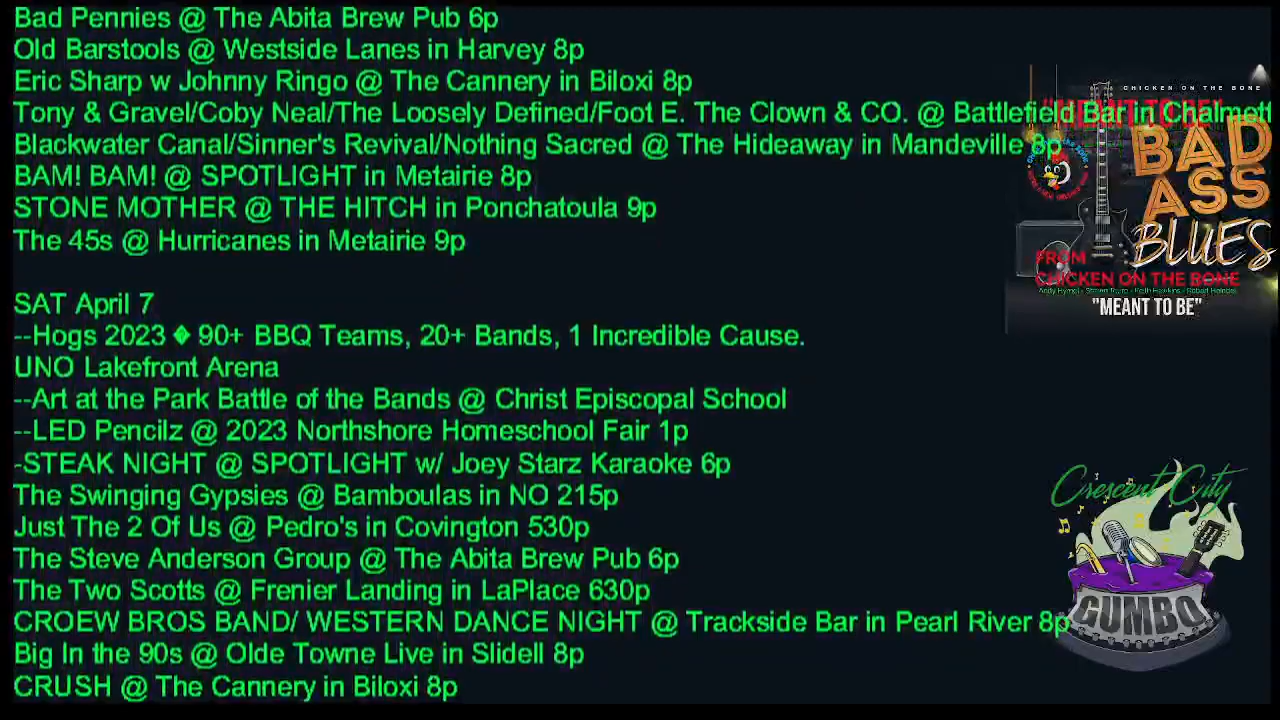 Bad Pennies @ The Abita Brew Pub 6p
Old Barstools @ Westside Lanes in Harvey 8p
Eric Sharp w Johnny Ringo @ The Cannery in Biloxi 8p
Tony & Gravel/Coby Neal/The Loosely Defined/Foot E. The Clown & CO. @ Battlefield Bar in Chalmett
Blackwater Canal/Sinner's Revival/Nothing Sacred @ The Hideaway in Mandeville 8p
BAM! BAM! @ SPOTLIGHT in Metairie 8p
STONE MOTHER @ THE HITCH in Ponchatoula 9p
The 45s @ Hurricanes in Metairie 9p
SAT April 7
--Hogs 2023 � 90+ BBQ Teams, 20+ Bands, 1 Incredible Cause.
UNO Lakefront Arena
--Art at the Park Battle of the Bands @ Christ Episcopal School
--LED Pencilz @ 2023 Northshore Homeschool Fair 1p
-STEAK NIGHT @ SPOTLIGHT w/ Joey Starz Karaoke 6p
The Swinging Gypsies @ Bamboulas in NO 215p
Just The 2 Of Us @ Pedro's in Covington 530p
The Steve Anderson Group @ The Abita Brew Pub 6p
The Two Scotts @ Frenier Landing in LaPlace 630p
CROEW BROS BAND/ WESTERN DANCE NIGHT @ Trackside Bar in Pearl River 8p
Big In the 90s @ Olde Towne Live in Slidell 8p
CRUSH @ The Cannery in Biloxi 8p
CHICKEN ON THE BONE
"MEANT TO BE"
BAD
ASS
BLUES
FROM
CHICKEN ON THE BONE
"MEANT TO BE"
Crescent City
GUMBO